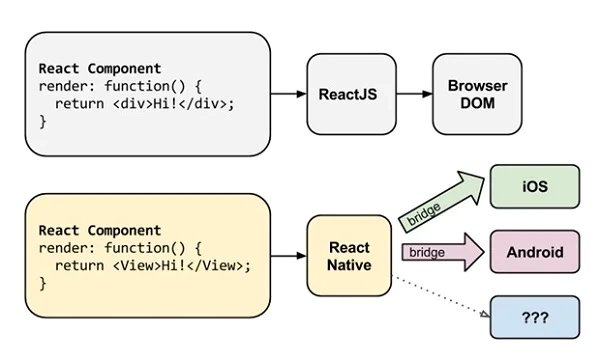 React Component
render: function() {
  return <div>Hi!</div>;
}
ReactJS
Browser
DOM
React Component
render: function() {
  return <View>Hi!</View>;
}
React
Native
bridge
iOS
bridge
Android
???